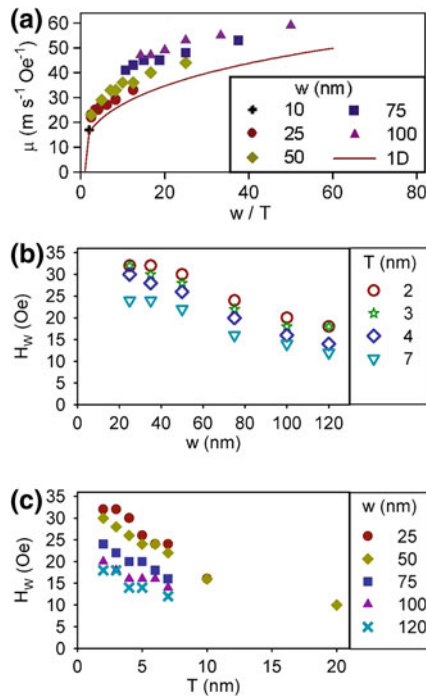 (a)
60
50
40
30
20
10
0
μ (m s⁻¹ Oe⁻¹)
0 20 40 60 80
w / T
w (nm)
10 75
25 100
50 1D
(b)
35
30
25
20
15
10
5
0
H_W (Oe)
0 20 40 60 80 100 120
w (nm)
T (nm)
2
3
4
7
(c)
35
30
25
20
15
10
5
0
H_W (Oe)
0 5 10 15 20
T (nm)
w (nm)
25
50
75
100
120